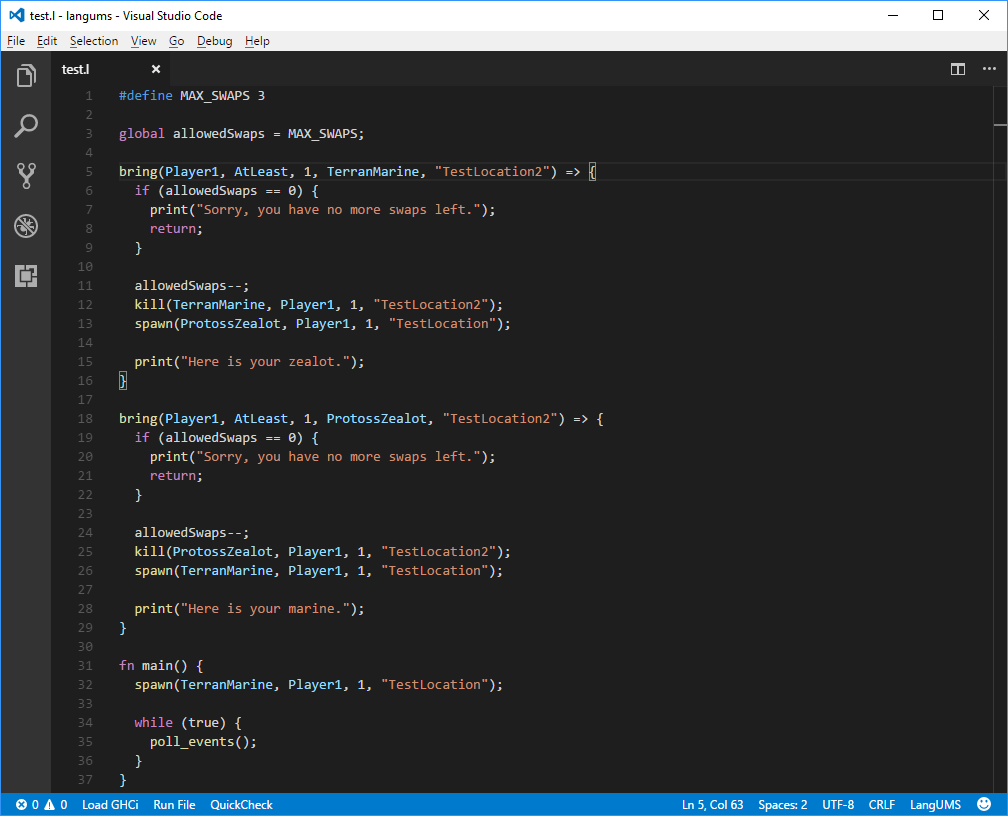 test.l - langums - Visual Studio Code
File Edit Selection View Go Debug Help
test.l
1 #define MAX_SWAPS 3
2
3 global allowedSwaps = MAX_SWAPS;
4
5 bring(Player1, AtLeast, 1, TerranMarine, "TestLocation2") => {
6   if (allowedSwaps == 0) {
7     print("Sorry, you have no more swaps left.");
8     return;
9   }
10
11   allowedSwaps--;
12   kill(TerranMarine, Player1, 1, "TestLocation2");
13   spawn(ProtossZealot, Player1, 1, "TestLocation");
14
15   print("Here is your zealot.");
16 }
17
18 bring(Player1, AtLeast, 1, ProtossZealot, "TestLocation2") => {
19   if (allowedSwaps == 0) {
20     print("Sorry, you have no more swaps left.");
21     return;
22   }
23
24   allowedSwaps--;
25   kill(ProtossZealot, Player1, 1, "TestLocation2");
26   spawn(TerranMarine, Player1, 1, "TestLocation");
27
28   print("Here is your marine.");
29 }
30
31 fn main() {
32   spawn(TerranMarine, Player1, 1, "TestLocation");
33
34   while (true) {
35     poll_events();
36   }
37 }
0 0 Load GHCi Run File QuickCheck Ln 5, Col 63 Spaces: 2 UTF-8 CRLF LangUMS